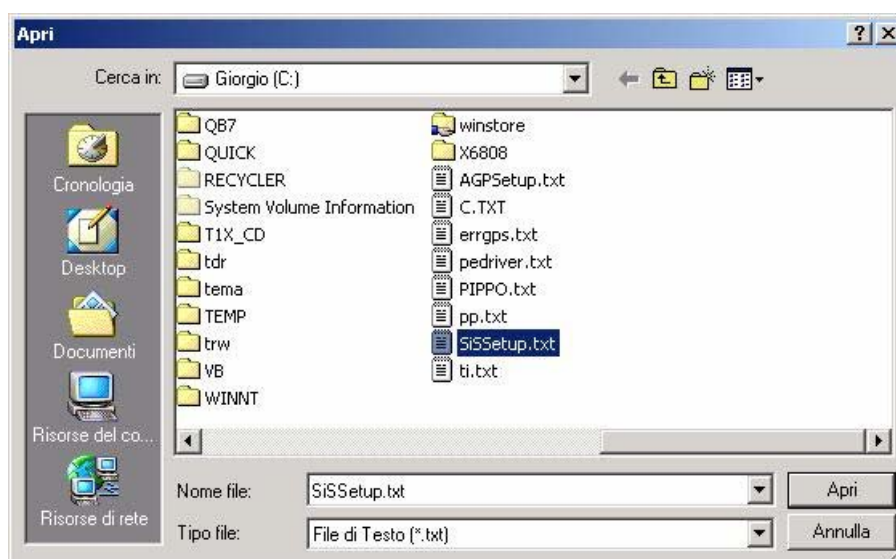 Apri
Cerca in: Giorgio (C:)
Cronologia
Desktop
Documenti
Risorse del co...
Risorse di rete
QB7
QUICK
RECYCLER
System Volume Information
T1X_CD
tdr
tema
TEMP
trw
VB
WINNT
winstore
X6808
AGPSetup.txt
C.TXT
errgps.txt
pedriver.txt
PIPPO.txt
pp.txt
SiSSetup.txt
ti.txt
Nome file: SiSSetup.txt Apri
Tipo file: File di Testo (*.txt) Annulla